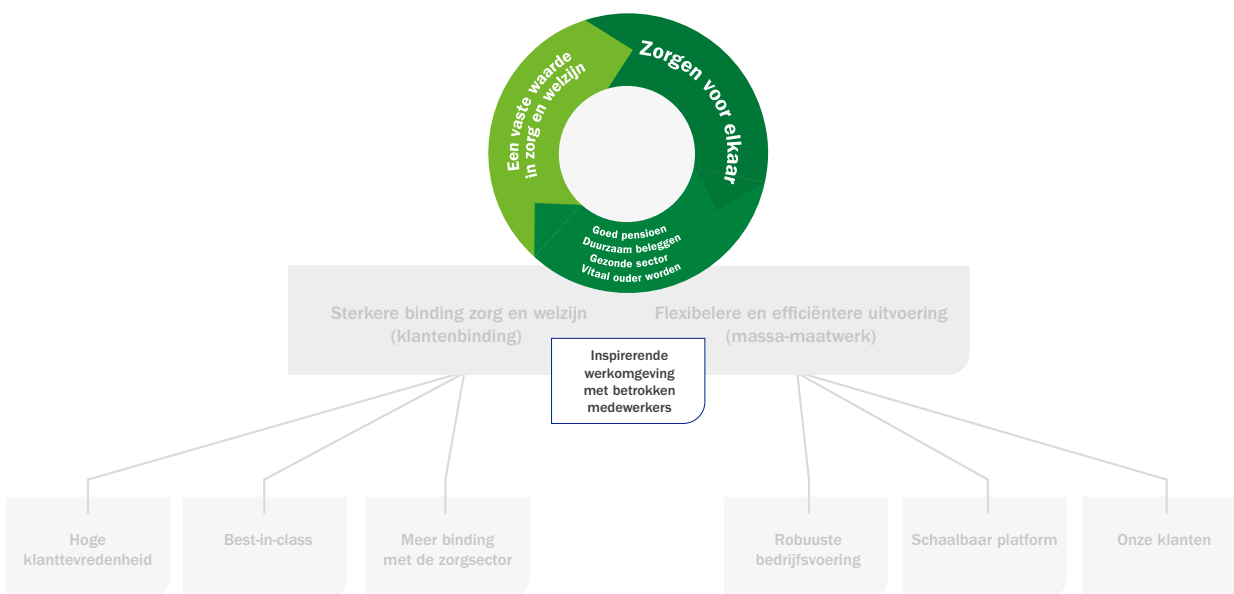 Een vaste waarde
in zorg en welzijn
Zorgen voor elkaar
Goed pensioen
Duurzaam beleggen
Gezonde sector
Vitaal ouder worden
Sterkere binding zorg en welzijn
(klantenbinding)
Flexibelere en efficiëntere uitvoering
(massa-maatwerk)
Inspirerende
werkomgeving
met betrokken
medewerkers
Hoge
klanttevredenheid
Best-in-class
Meer binding
met de zorgsector
Robuuste
bedrijfsvoering
Schaalbaar platform
Onze klanten